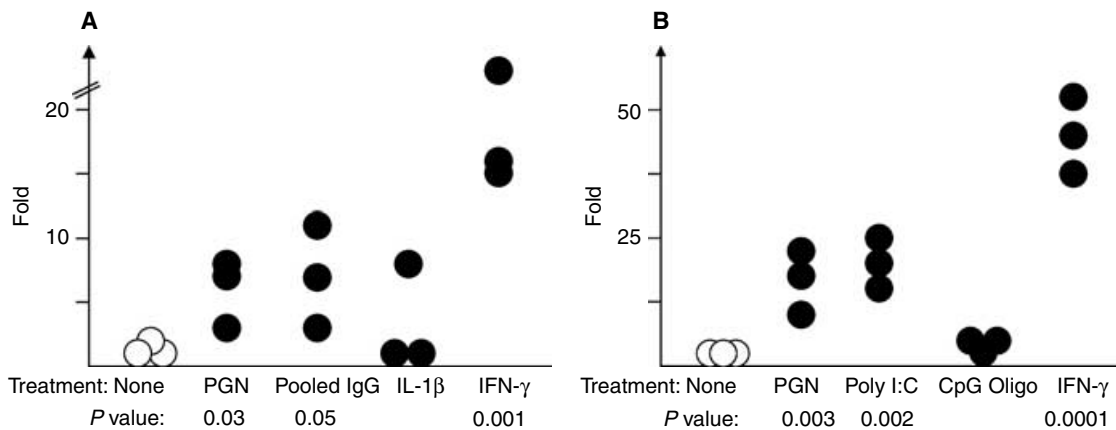 A
Fold
20
10
Treatment: None PGN Pooled IgG IL-1β IFN-γ
P value: 0.03 0.05 0.001
B
Fold
50
25
Treatment: None PGN Poly I:C CpG Oligo IFN-γ
P value: 0.003 0.002 0.0001